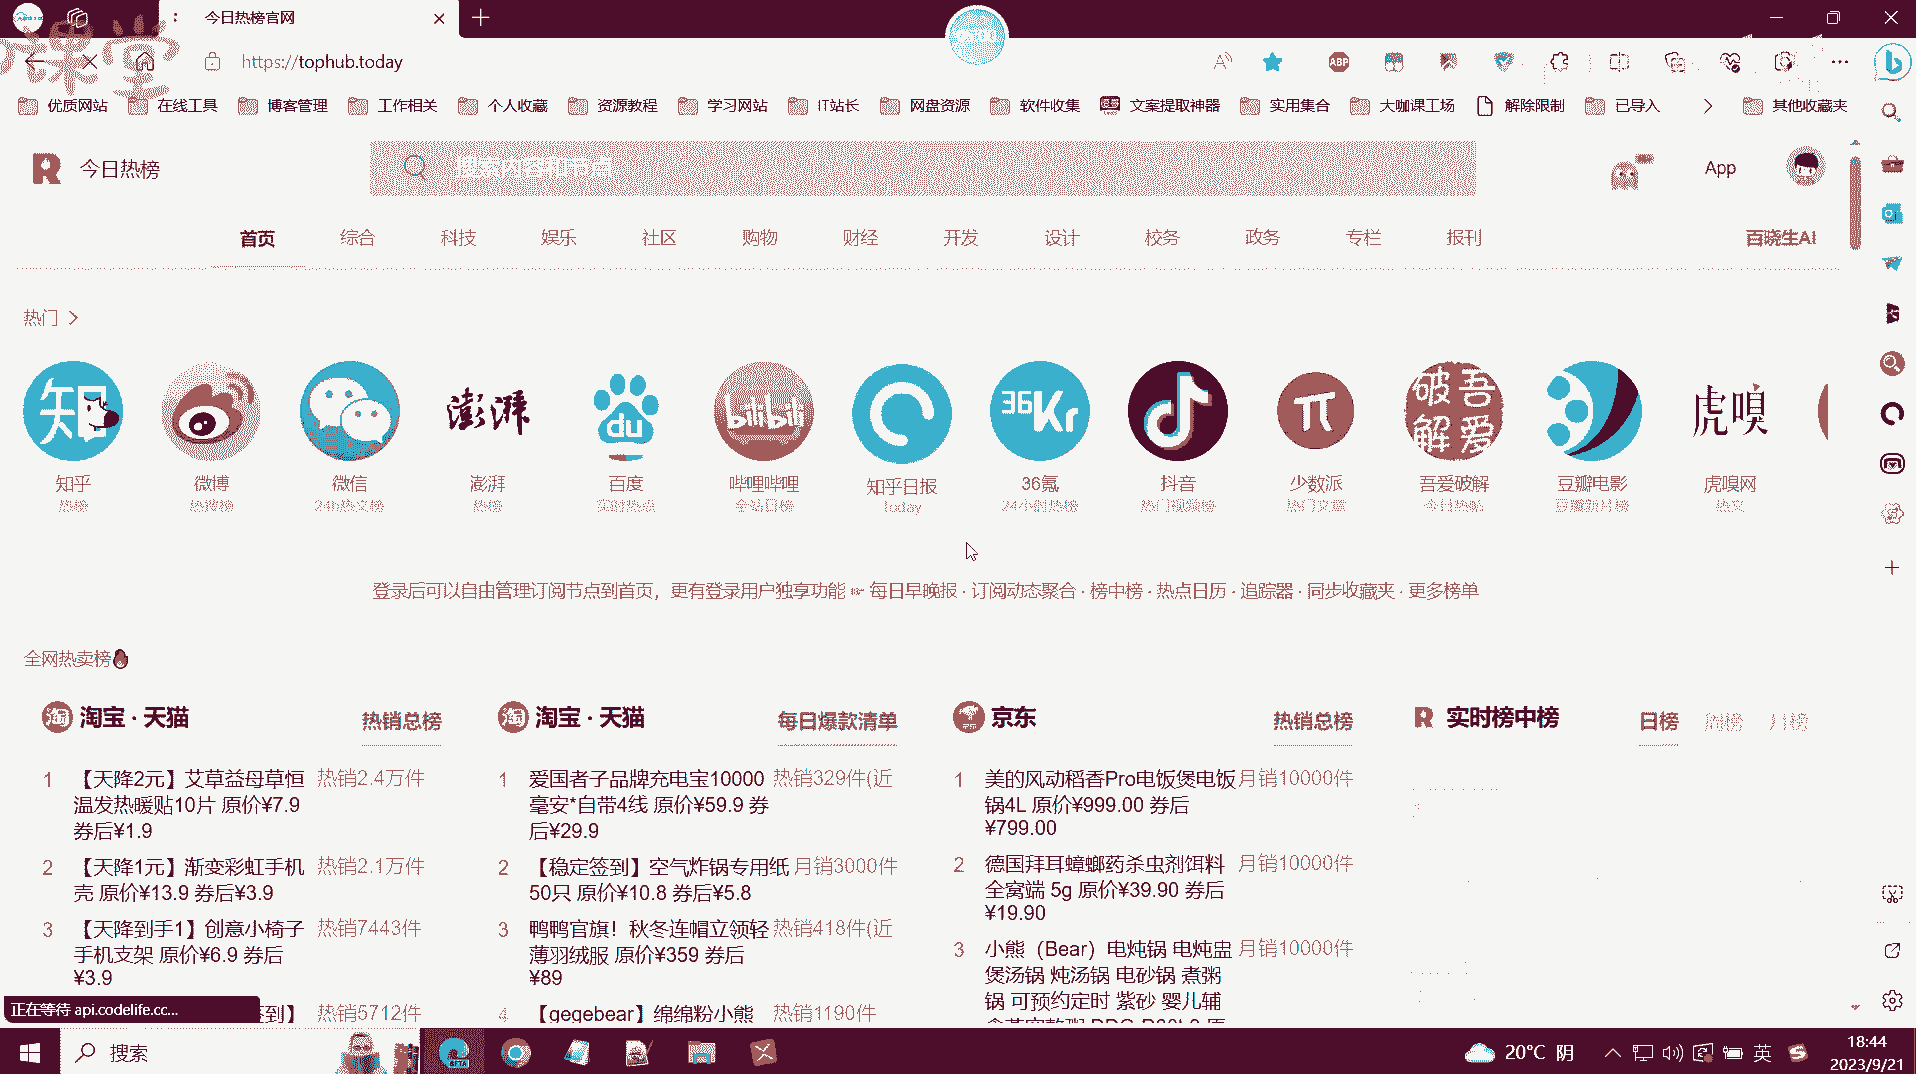 课堂
今日热榜官网
https://tophub.today
优质网站 在线工具 博客管理 工作相关 个人收藏 资源教程 学习网站 IT站长 网盘资源 软件收集 文案提取神器 实用集合 大咖课工场 解除限制 已导入 其他收藏夹
今日热榜
搜索内容和节点
App
首页 综合 科技 娱乐 社区 购物 财经 开发 设计 校务 政务 专栏 报刊 百晓生AI
热门
知 澎湃 du bilibili 36Kr 吾爱破解 虎嗅
知乎 微博 微信 澎湃 百度 哔哩哔哩 知乎日报 36氪 抖音 少数派 吾爱破解 豆瓣电影 虎嗅网
热榜 热搜榜 24h热文榜 热榜 实时热点 全站日榜 Today 24小时热榜 热门视频榜 热门文章 今日热帖 热文
登录后可以自由管理订阅节点到首页，更有登录用户独享功能 ☞ 每日早晚报 · 订阅动态聚合 · 榜中榜 · 热点日历 · 追踪器 · 同步收藏夹 · 更多榜单
全网热卖榜
淘宝 · 天猫 热销总榜
1 【天降2元】艾草益母草恒 热销2.4万件
温发热暖贴10片 原价¥7.9
券后¥1.9
2 【天降1元】渐变彩虹手机 热销2.1万件
壳 原价¥13.9 券后¥3.9
3 【天降到手1】创意小椅子 热销7443件
手机支架 原价¥6.9 券后
¥3.9
签到】 热销5712件
淘宝 · 天猫 每日爆款清单
1 爱国者子品牌充电宝10000 热销329件(近
毫安*自带4线 原价¥59.9 券
后¥29.9
2 【稳定签到】空气炸锅专用纸 月销3000件
50只 原价¥10.8 券后¥5.8
3 鸭鸭官旗！秋冬连帽立领轻 热销418件(近
薄羽绒服 原价¥359 券后
¥89
4 【gegebear】绵绵粉小熊 热销1190件
京东 热销总榜
1 美的风动稻香Pro电饭煲电饭 月销10000件
锅4L 原价¥999.00 券后
¥799.00
2 德国拜耳蟑螂药杀虫剂饵料 月销10000件
全窝端 5g 原价¥39.90 券后
¥19.90
3 小熊（Bear）电炖锅 电炖盅 月销10000件
煲汤锅 炖汤锅 电砂锅 煮粥
锅 可预约定时 紫砂 婴儿辅
实时榜中榜 日榜 周榜 月榜
正在等待 api.codelife.cc...
搜索
20°C 阴
英
18:44
2023/9/21